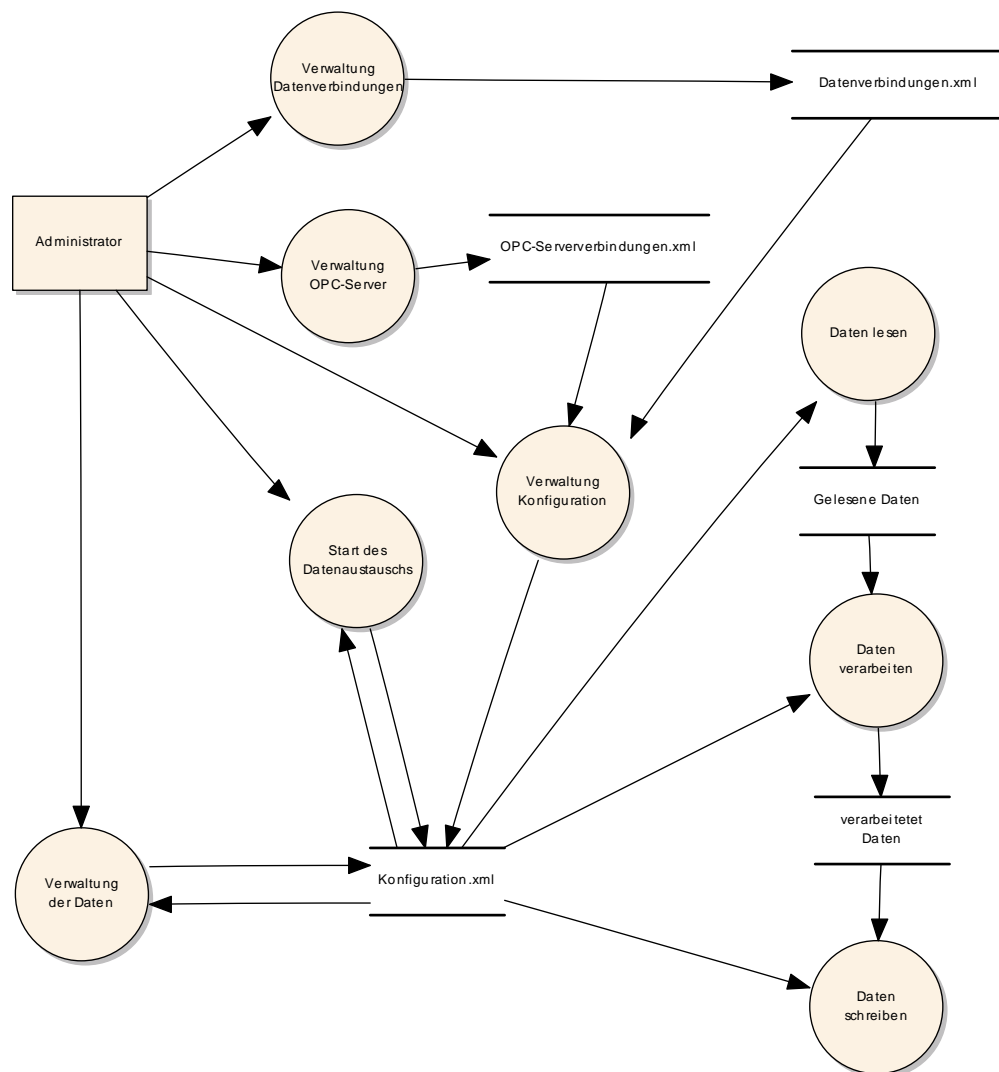 Verwaltung
Datenverbindungen
Datenverbindungen.xml
Administrator
Verwaltung
OPC-Server
OPC-Serververbindungen.xml
Daten lesen
Verwaltung
Konfiguration
Gelesene Daten
Start des
Datenaustauschs
Daten
verarbeiten
verarbeitetet
Daten
Verwaltung
der Daten
Konfiguration.xml
Daten
schreiben